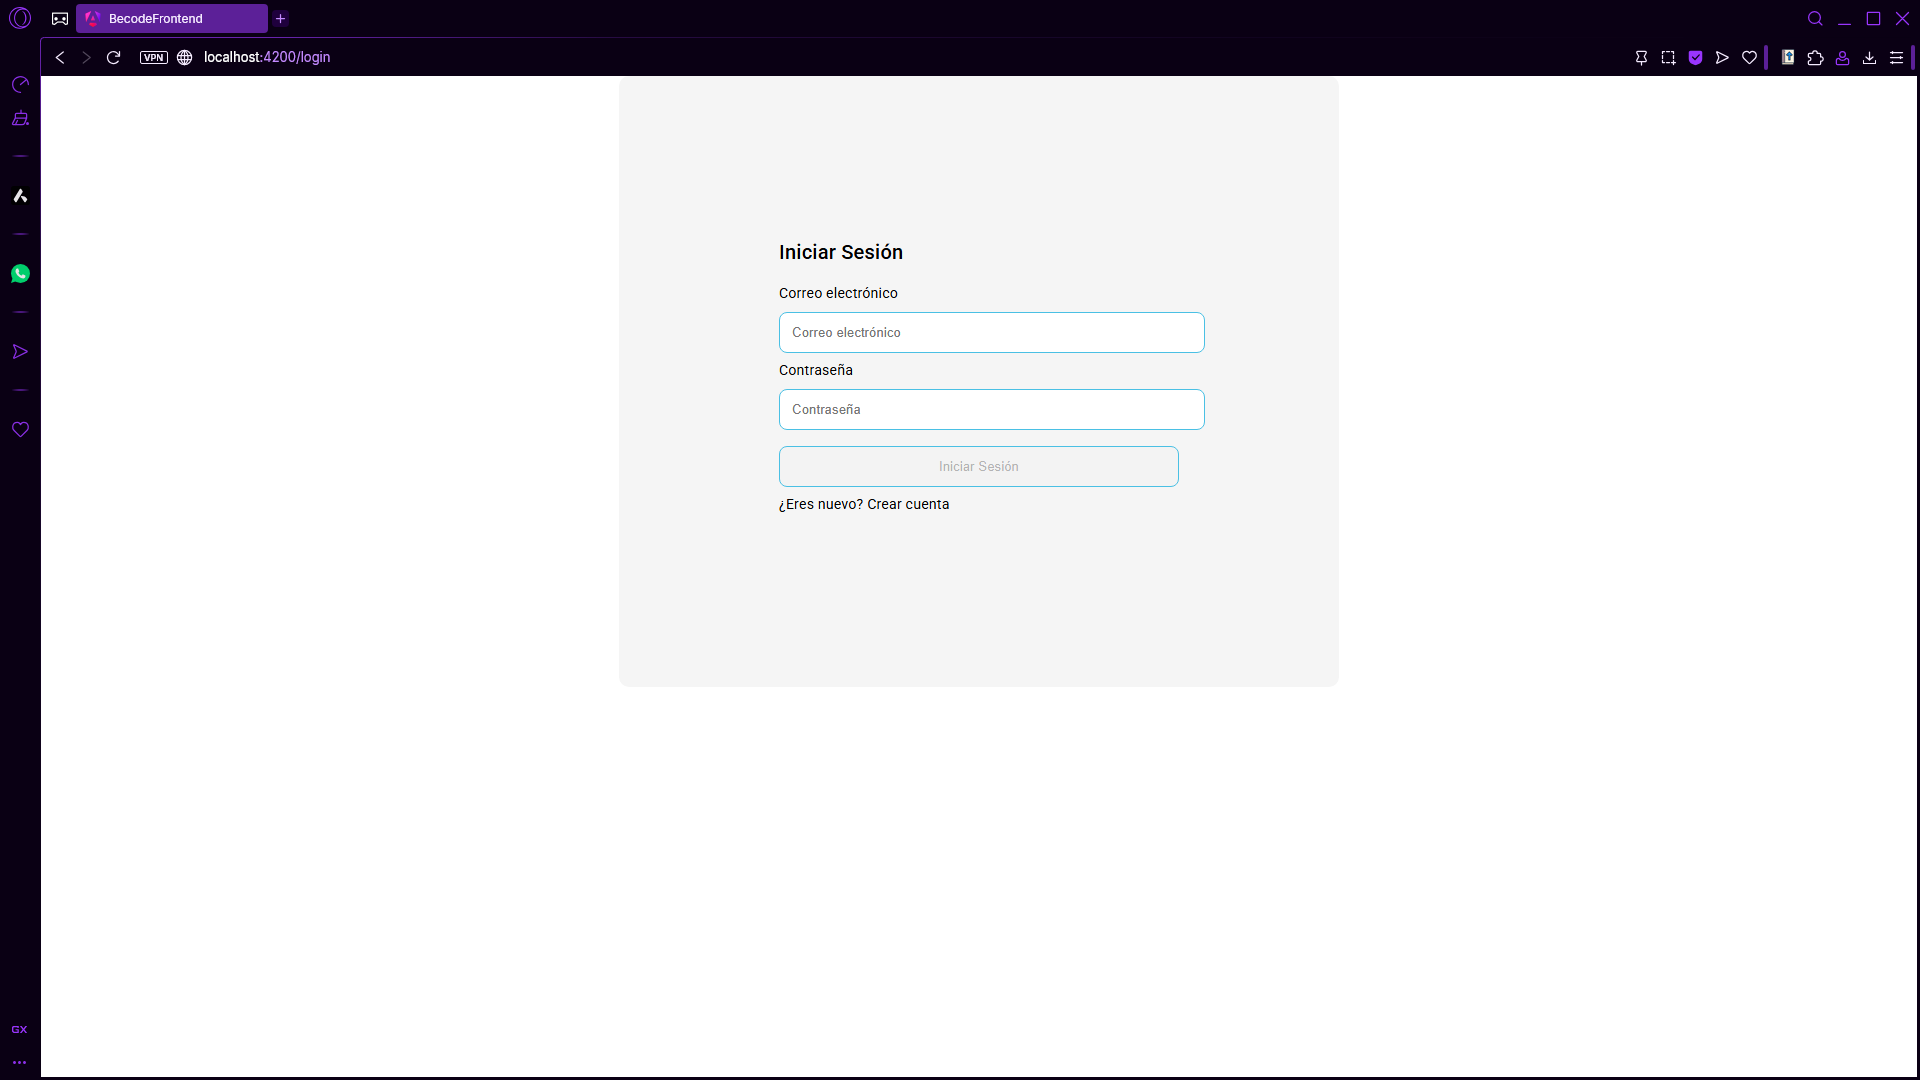 BecodeFrontend
VPN localhost:4200/login
Iniciar Sesión
Correo electrónico
Correo electrónico
Contraseña
Contraseña
Iniciar Sesión
¿Eres nuevo? Crear cuenta
GX